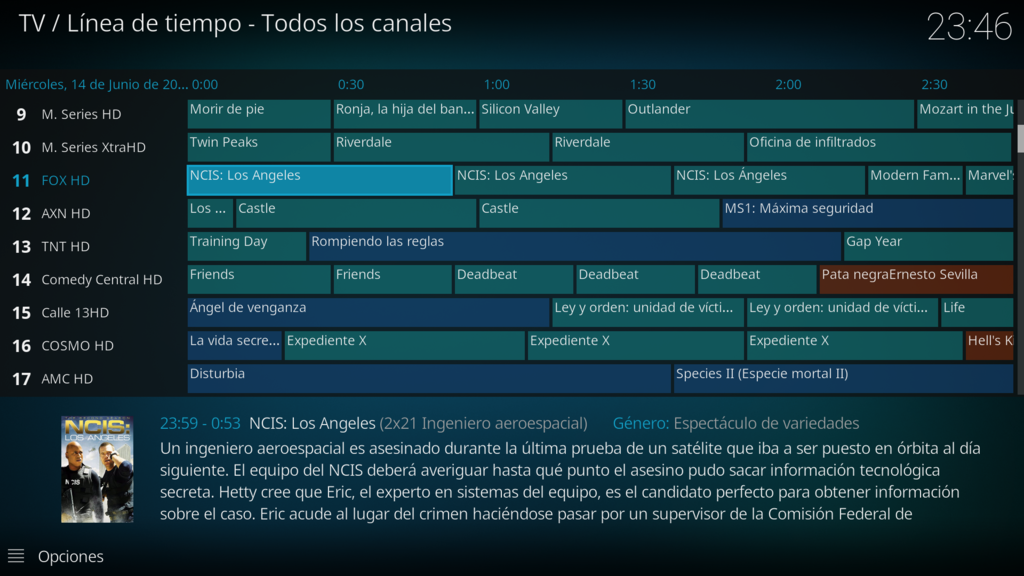 TV / Línea de tiempo - Todos los canales
23:46
Miércoles, 14 de Junio de 20... 0:00 0:30 1:00 1:30 2:00 2:30
9 M. Series HD Morir de pie Ronja, la hija del ban... Silicon Valley Outlander Mozart in the Ju
10 M. Series XtraHD Twin Peaks Riverdale Riverdale Oficina de infiltrados
11 FOX HD NCIS: Los Angeles NCIS: Los Angeles NCIS: Los Ángeles Modern Fam... Marvel's
12 AXN HD Los ... Castle Castle MS1: Máxima seguridad
13 TNT HD Training Day Rompiendo las reglas Gap Year
14 Comedy Central HD Friends Friends Deadbeat Deadbeat Deadbeat Pata negraErnesto Sevilla
15 Calle 13HD Ángel de venganza Ley y orden: unidad de vícti... Ley y orden: unidad de vícti... Life
16 COSMO HD La vida secre... Expediente X Expediente X Expediente X Hell's K
17 AMC HD Disturbia Species II (Especie mortal II)
NCIS:
LOS ANGELES
NCIS
23:59 - 0:53 NCIS: Los Angeles (2x21 Ingeniero aeroespacial) Género: Espectáculo de variedades
Un ingeniero aeroespacial es asesinado durante la última prueba de un satélite que iba a ser puesto en órbita al día
siguiente. El equipo del NCIS deberá averiguar hasta qué punto el asesino pudo sacar información tecnológica
secreta. Hetty cree que Eric, el experto en sistemas del equipo, es el candidato perfecto para obtener información
sobre el caso. Eric acude al lugar del crimen haciéndose pasar por un supervisor de la Comisión Federal de
Opciones